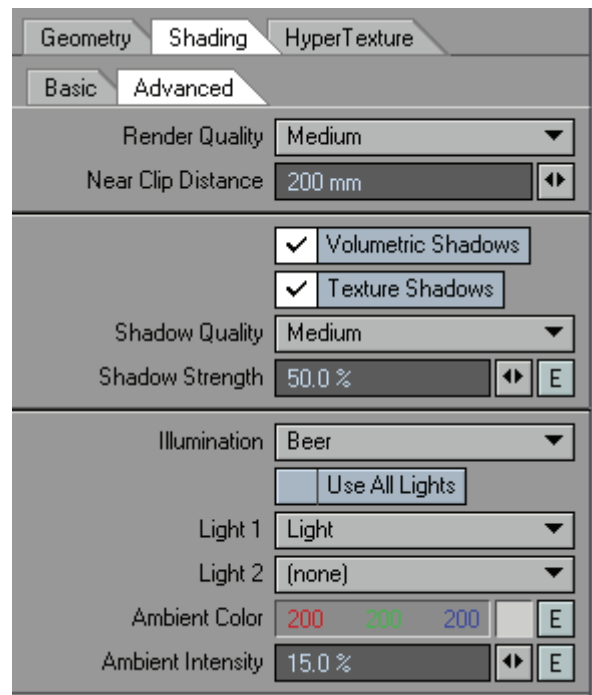 Geometry Shading HyperTexture
Basic Advanced
Render Quality Medium
Near Clip Distance 200 mm
Volumetric Shadows
Texture Shadows
Shadow Quality Medium
Shadow Strength 50.0 % E
Illumination Beer
Use All Lights
Light 1 Light
Light 2 (none)
Ambient Color 200 200 200 E
Ambient Intensity 15.0 % E